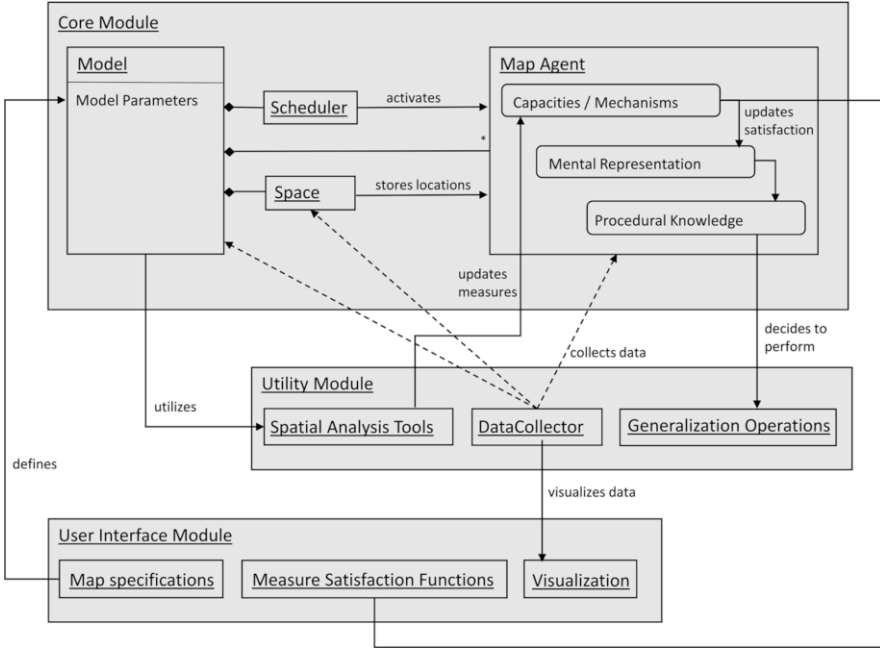 Core Module
Model
Model Parameters
Scheduler
activates
*
Space
stores locations
Map Agent
Capacities / Mechanisms
updates
satisfaction
Mental Representation
Procedural Knowledge
updates
measures
collects data
decides to
perform
utilizes
defines
Utility Module
Spatial Analysis Tools
DataCollector
Generalization Operations
visualizes data
User Interface Module
Map specifications
Measure Satisfaction Functions
Visualization